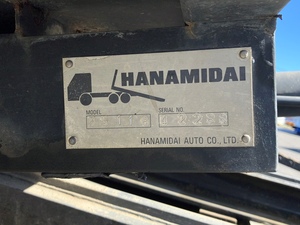 HANAMIDAI
MODEL SERIAL NO.
HANAMIDAI AUTO CO., LTD.